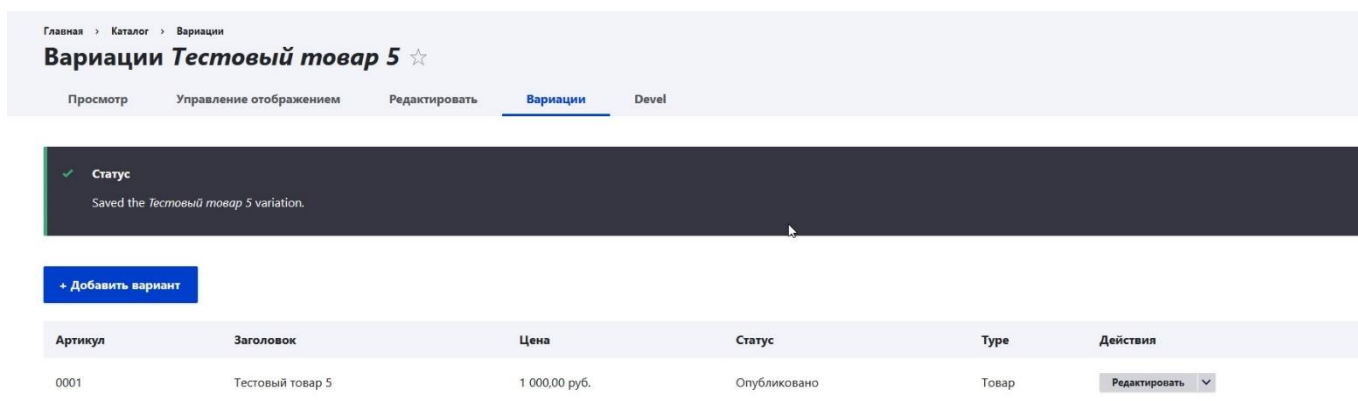 Главная › Каталог › Вариации
Вариации Тестовый товар 5
Просмотр Управление отображением Редактировать Вариации Devel
Статус
Saved the Тестовый товар 5 variation.
+ Добавить вариант
Артикул Заголовок Цена Статус Type Действия
0001 Тестовый товар 5 1 000,00 руб. Опубликовано Товар Редактировать